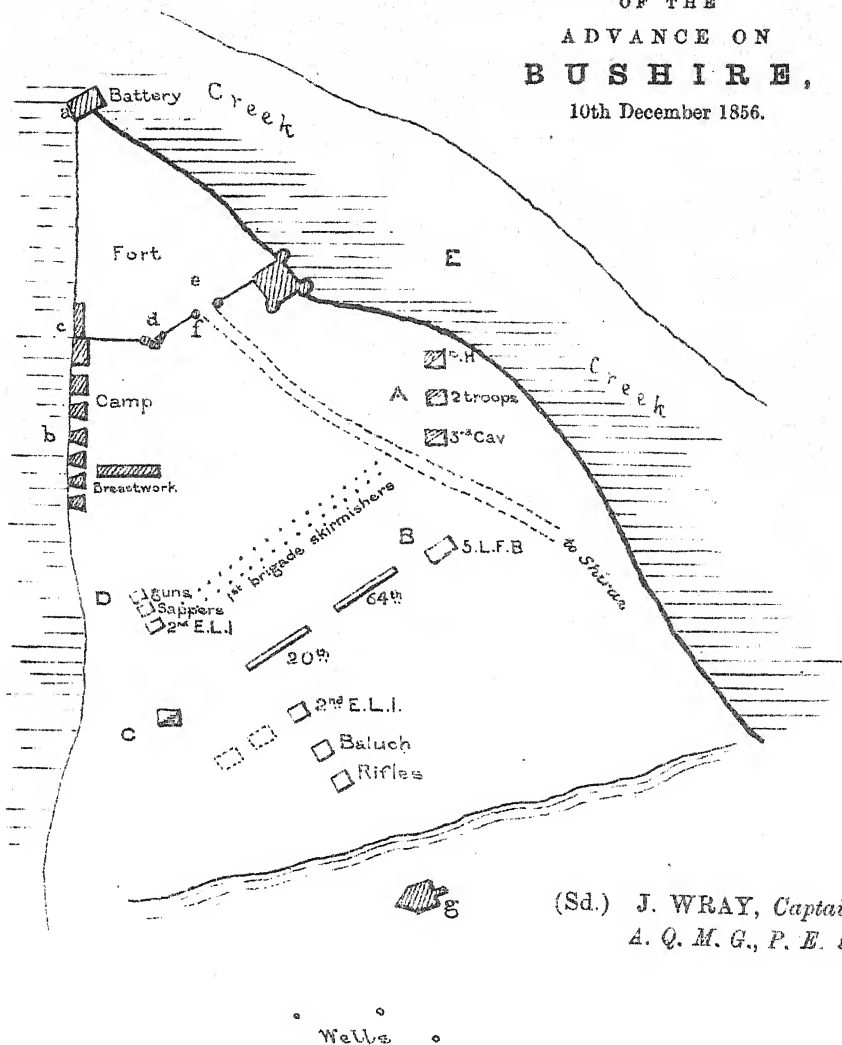 OF THE
ADVANCE ON
BUSHIRE,
10th December 1856.
a
Battery
Creek
Fort
e
E
c
d
f
H
Creek
Camp
A
2 troops
b
3rd Cav
Breastwork
1st brigade skirmishers
B
5.L.F.B
to Shiraz
D
guns
64th
Sappers
2nd E.L.I
20th
C
2nd E.L.I.
Baluch
Rifles
g
(Sd.) J. WRAY, Captai
A. Q. M. G., P. E.
Wells